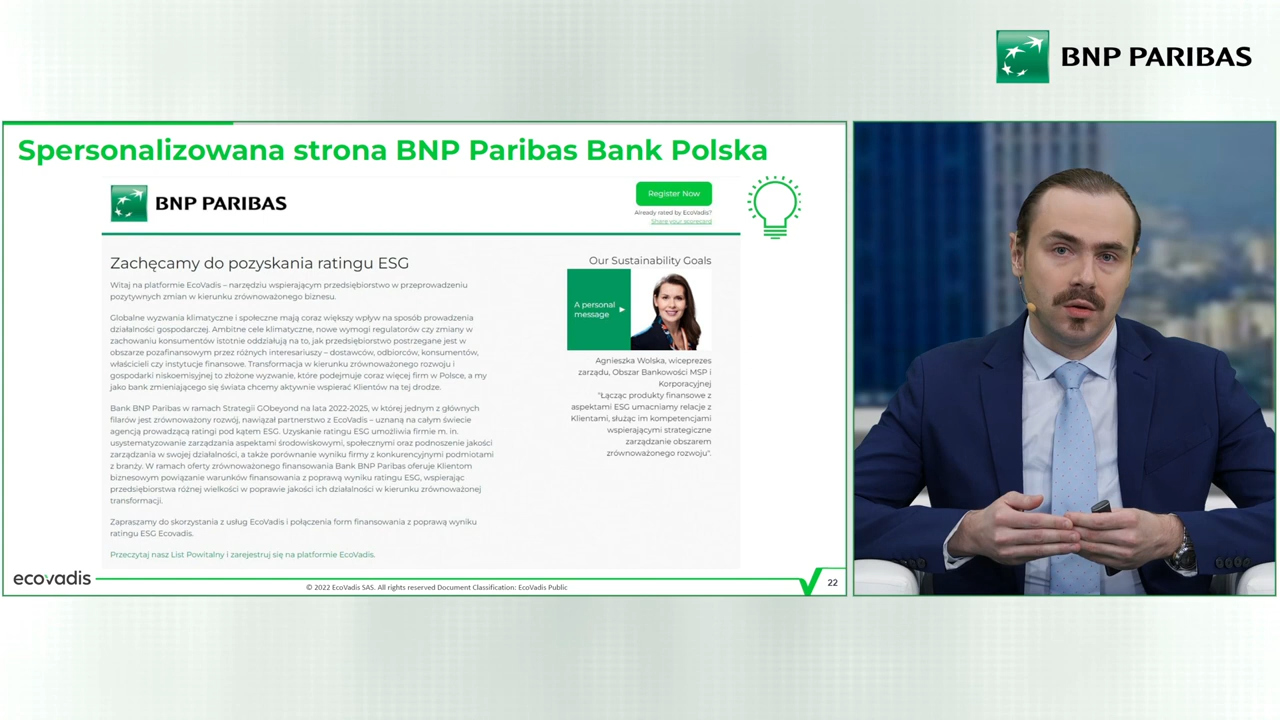 BNP PARIBAS
Spersonalizowana strona BNP Paribas Bank Polska
BNP PARIBAS
Register Now
Already rated by EcoVadis?
Share your scorecard
Zachęcamy do pozyskania ratingu ESG
Witaj na platformie EcoVadis – narzędziu wspierającym przedsiębiorstwo w przeprowadzeniu
pozytywnych zmian w kierunku zrównoważonego biznesu.
Globalne wyzwania klimatyczne i społeczne mają coraz większy wpływ na sposób prowadzenia
działalności gospodarczej. Ambitne cele klimatyczne, nowe wymogi regulatorów czy zmiany w
zachowaniu konsumentów istotnie oddziałują na to, jak przedsiębiorstwo postrzegane jest w
obszarze pozafinansowym przez różnych interesariuszy – dostawców, odbiorców, konsumentów,
właścicieli czy instytucje finansowe. Transformacja w kierunku zrównoważonego rozwoju i
gospodarki niskoemisyjnej to złożone wyzwanie, które podejmuje coraz więcej firm w Polsce, a my
jako bank zmieniającego się świata chcemy aktywnie wspierać Klientów na tej drodze.
Bank BNP Paribas w ramach Strategii GObeyond na lata 2022-2025, w której jednym z głównych
filarów jest zrównoważony rozwój, nawiązał partnerstwo z EcoVadis – uznaną na całym świecie
agencją prowadzącą ratingi pod kątem ESG. Uzyskanie ratingu ESG umożliwia firmie m. in.
usystematyzowanie zarządzania aspektami środowiskowymi, społecznymi oraz podnoszenie jakości
zarządzania w swojej działalności, a także porównanie wyniku firmy z konkurencyjnymi podmiotami
z branży. W ramach oferty zrównoważonego finansowania Bank BNP Paribas oferuje Klientom
biznesowym powiązanie warunków finansowania z poprawą wyniku ratingu ESG, wspierając
przedsiębiorstwa różnej wielkości w poprawie jakości ich działalności w kierunku zrównoważonej
transformacji.
Zapraszamy do skorzystania z usług EcoVadis i połączenia form finansowania z poprawą wyniku
ratingu ESG Ecovadis.
Przeczytaj nasz List Powitalny i zarejestruj się na platformie EcoVadis.
Our Sustainability Goals
A personal
message
Agnieszka Wolska, wiceprezes
zarządu, Obszar Bankowości MSP i
Korporacyjnej
"Łącząc produkty finansowe z
aspektami ESG umacniamy relacje z
Klientami, służąc im kompetencjami
wspierającymi strategiczne
zarządzanie obszarem
zrównoważonego rozwoju".
ecovadis
© 2022 EcoVadis SAS. All rights reserved Document Classification: EcoVadis Public
22